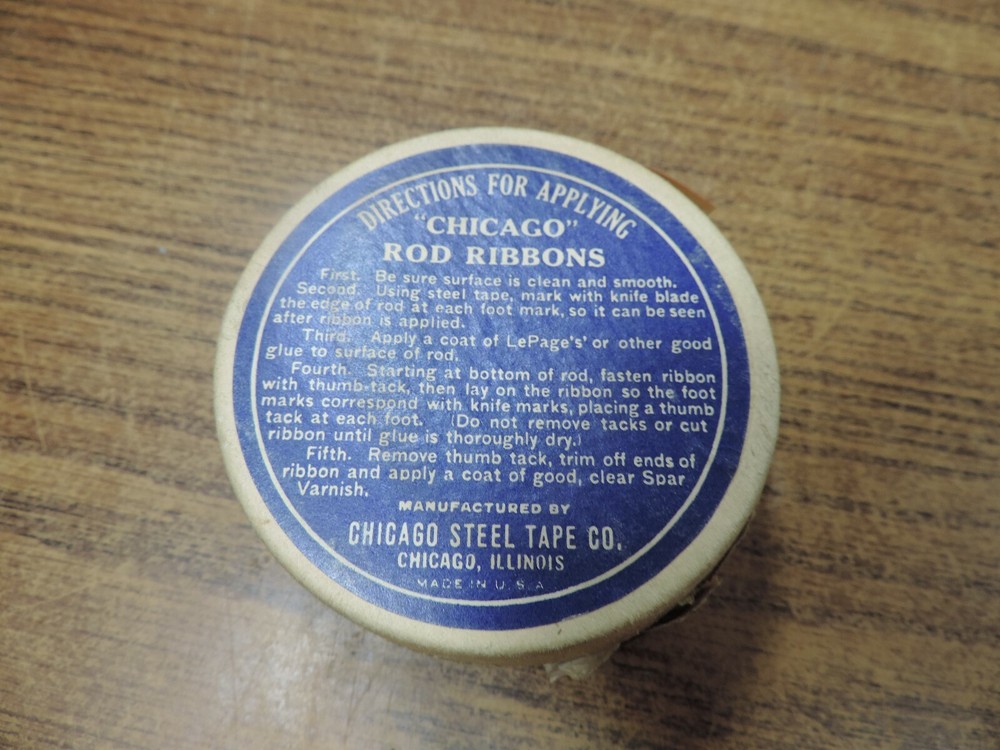 DIRECTIONS FOR APPLYING
"CHICAGO"
ROD RIBBONS
First. Be sure surface is clean and smooth.
Second. Using steel tape, mark with knife blade
the edge of rod at each foot mark, so it can be seen
after ribbon is applied.
Third. Apply a coat of LePage's' or other good
glue to surface of rod.
Fourth. Starting at bottom of rod, fasten ribbon
with thumb-tack, then lay on the ribbon so the foot
marks correspond with knife marks, placing a thumb
tack at each foot. (Do not remove tacks or cut
ribbon until glue is thoroughly dry.)
Fifth. Remove thumb tack, trim off ends of
ribbon and apply a coat of good, clear Spar
Varnish.
MANUFACTURED BY
CHICAGO STEEL TAPE CO.
CHICAGO, ILLINOIS
MADE IN U.S.A